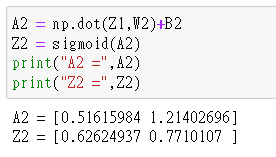 A2 = np.dot(Z1,W2)+B2
Z2 = sigmoid(A2)
print("A2 =",A2)
print("Z2 =",Z2)
A2 = [0.51615984 1.21402696]
Z2 = [0.62624937 0.7710107 ]